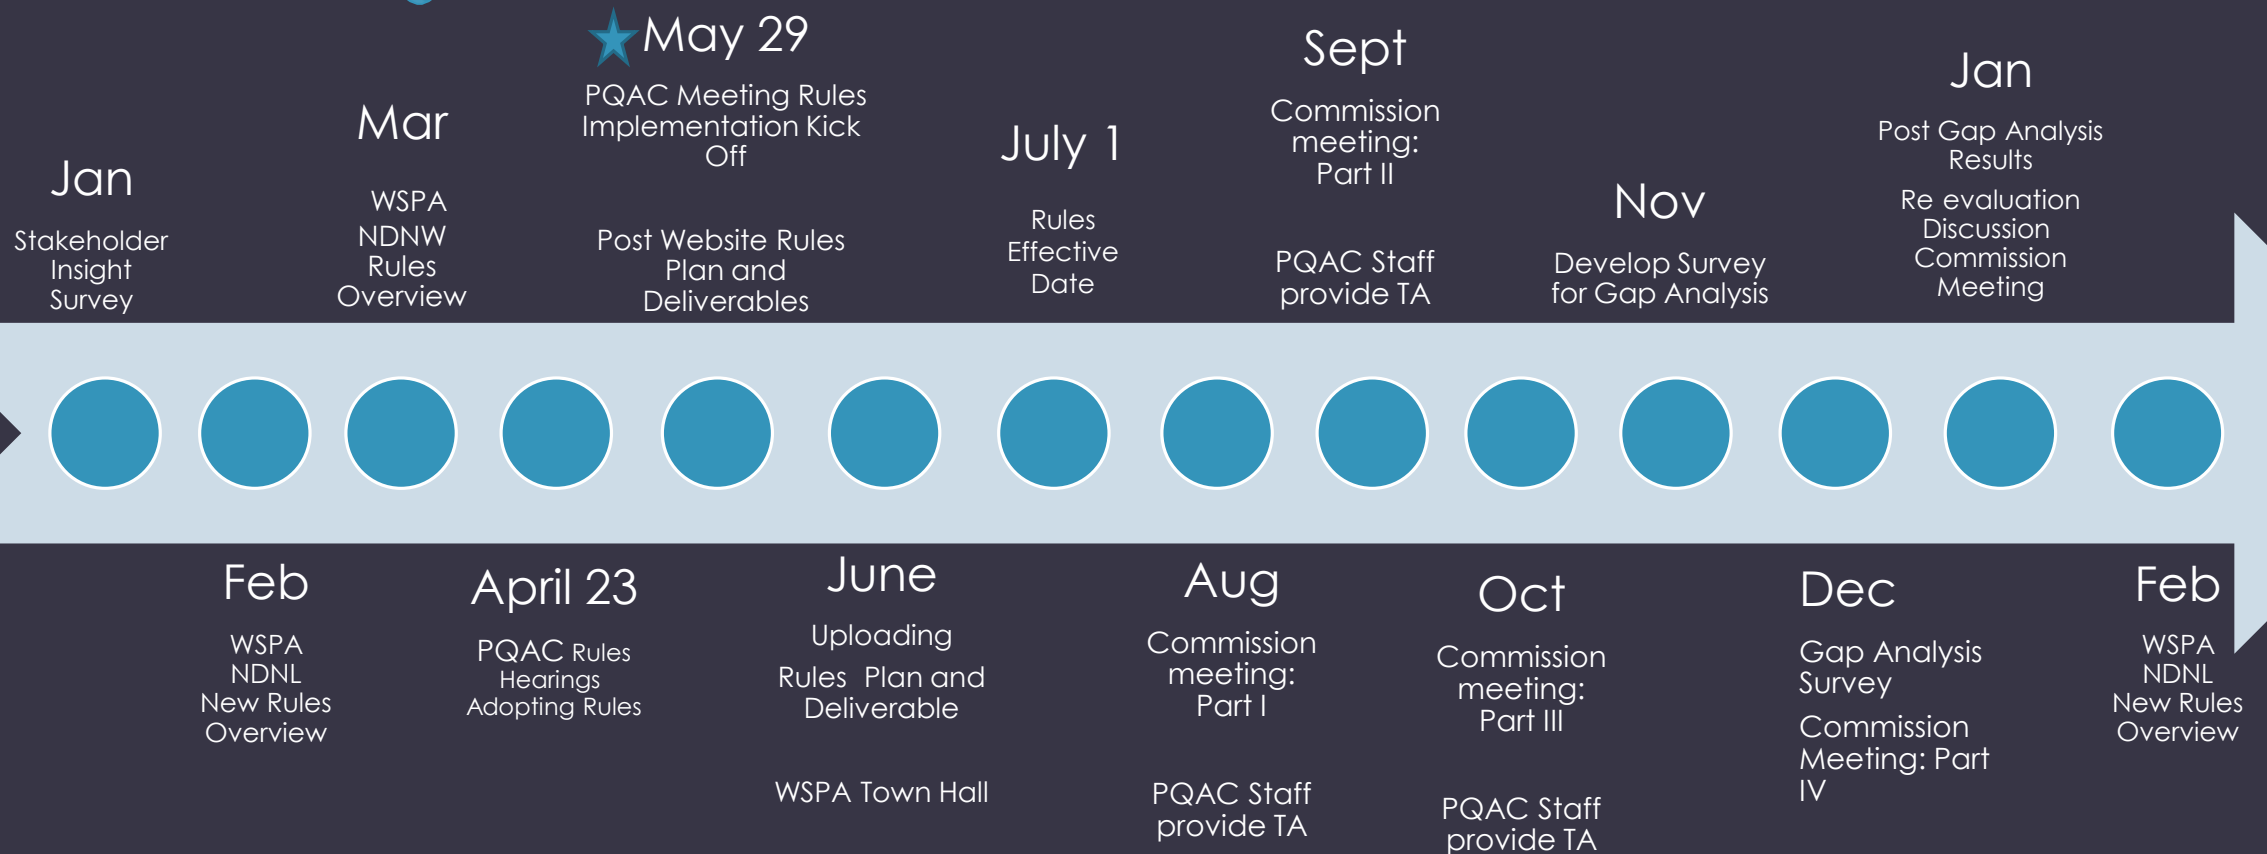 Jan
Stakeholder
Insight
Survey
Mar
WSPA
NDNW
Rules
Overview
May 29
PQAC Meeting Rules
Implementation Kick
Off
Post Website Rules
Plan and
Deliverables
July 1
Rules
Effective
Date
Sept
Commission
meeting:
Part II
PQAC Staff
provide TA
Nov
Develop Survey
for Gap Analysis
Jan
Post Gap Analysis
Results
Re evaluation
Discussion
Commission
Meeting
Feb
WSPA
NDNL
New Rules
Overview
April 23
PQAC Rules
Hearings
Adopting Rules
June
Uploading
Rules Plan and
Deliverable
WSPA Town Hall
Aug
Commission
meeting:
Part I
PQAC Staff
provide TA
Oct
Commission
meeting:
Part III
PQAC Staff
provide TA
Dec
Gap Analysis
Survey
Commission
Meeting: Part
IV
Feb
WSPA
NDNL
New Rules
Overview